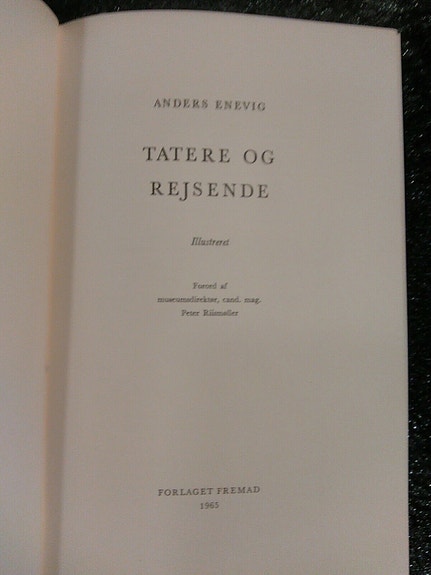 ANDERS ENEVIG
TATERE OG
REJSENDE
Illustreret
Forord af
museumsdirektør, cand. mag.
Peter Riismøller
FORLAGET FREMAD
1965